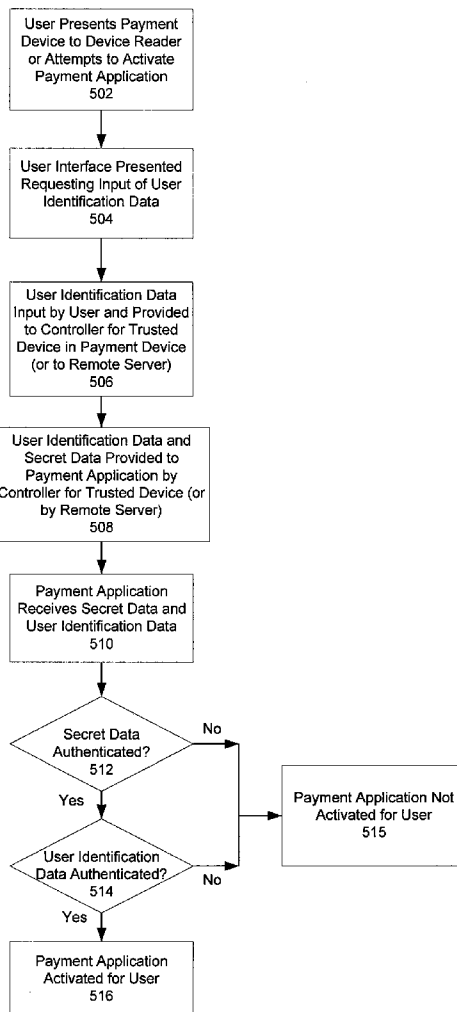 User Presents Payment
Device to Device Reader
or Attempts to Activate
Payment Application
502
User Interface Presented
Requesting Input of User
Identification Data
504
User Identification Data
Input by User and Provided
to Controller for Trusted
Device in Payment Device
(or to Remote Server)
506
User Identification Data and
Secret Data Provided to
Payment Application by
Controller for Trusted Device (or
by Remote Server)
508
Payment Application
Receives Secret Data and
User Identification Data
510
Secret Data
Authenticated?
512
No
Yes
Payment Application Not
Activated for User
515
User Identification
Data Authenticated?
514
No
Yes
Payment Application
Activated for User
516